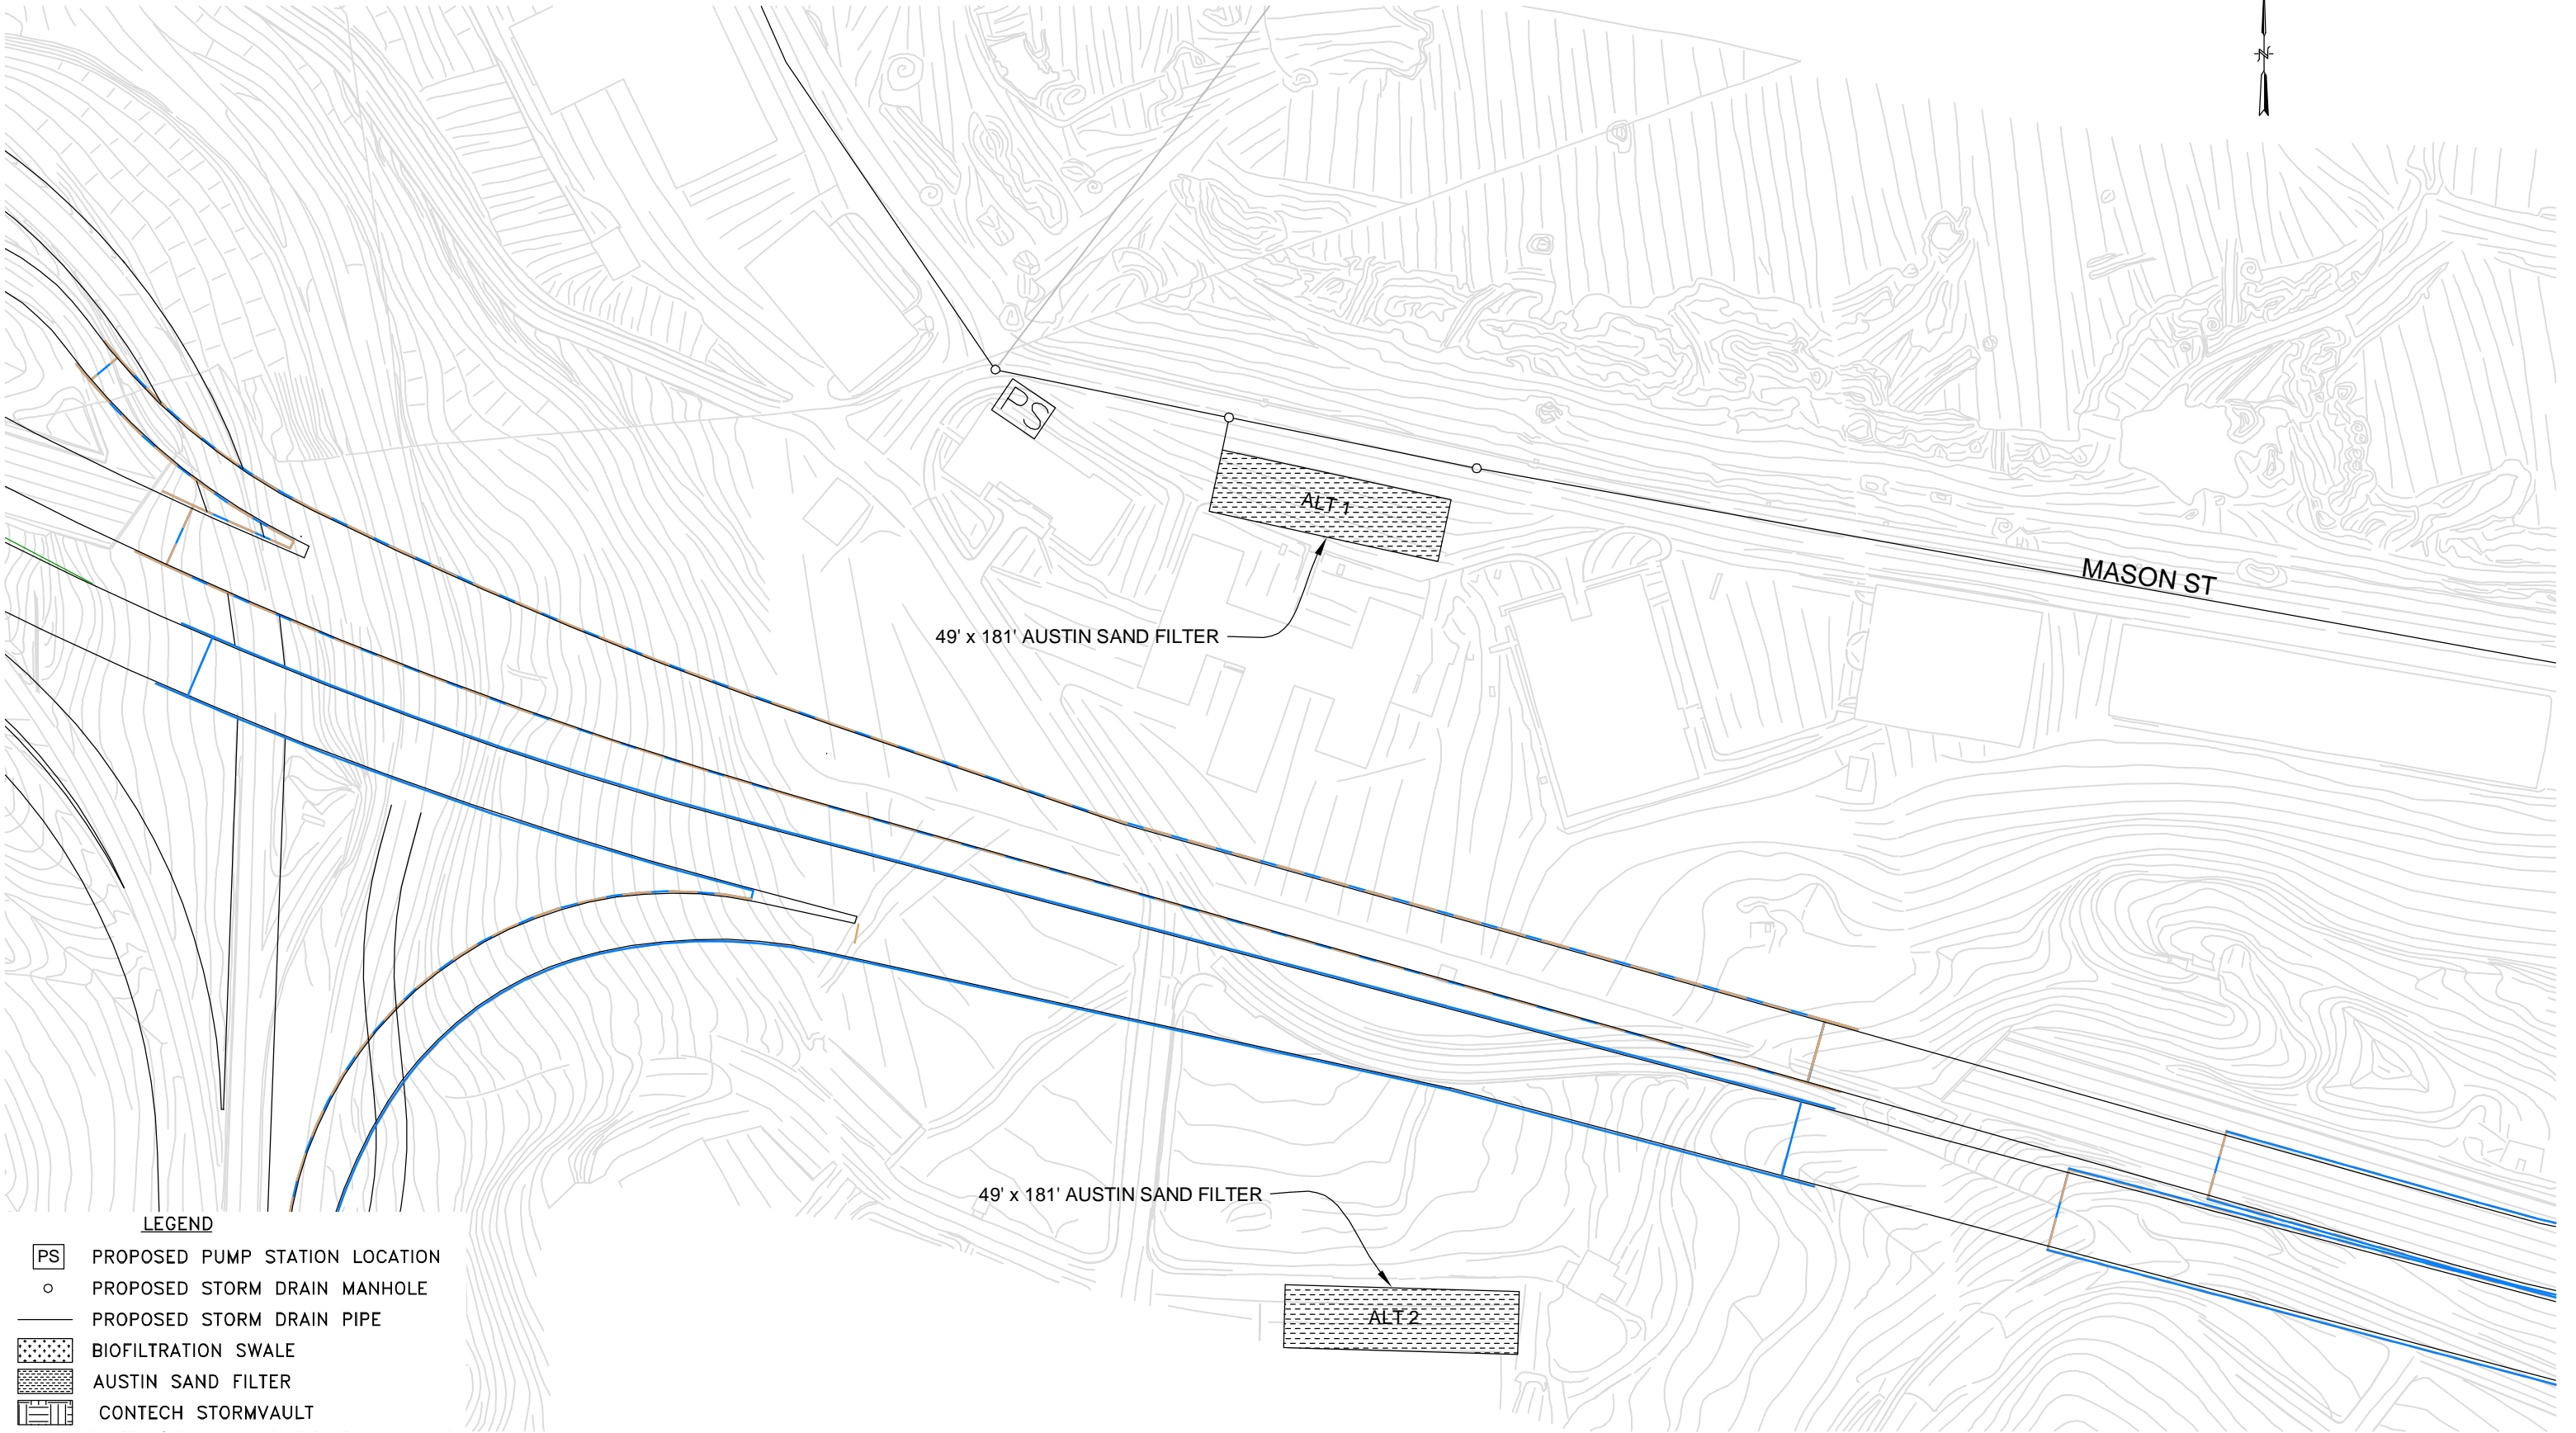 N
PS
ALT 1
MASON ST
49' x 181' AUSTIN SAND FILTER
49' x 181' AUSTIN SAND FILTER
ALT 2
LEGEND
PS PROPOSED PUMP STATION LOCATION
PROPOSED STORM DRAIN MANHOLE
PROPOSED STORM DRAIN PIPE
BIOFILTRATION SWALE
AUSTIN SAND FILTER
CONTECH STORMVAULT